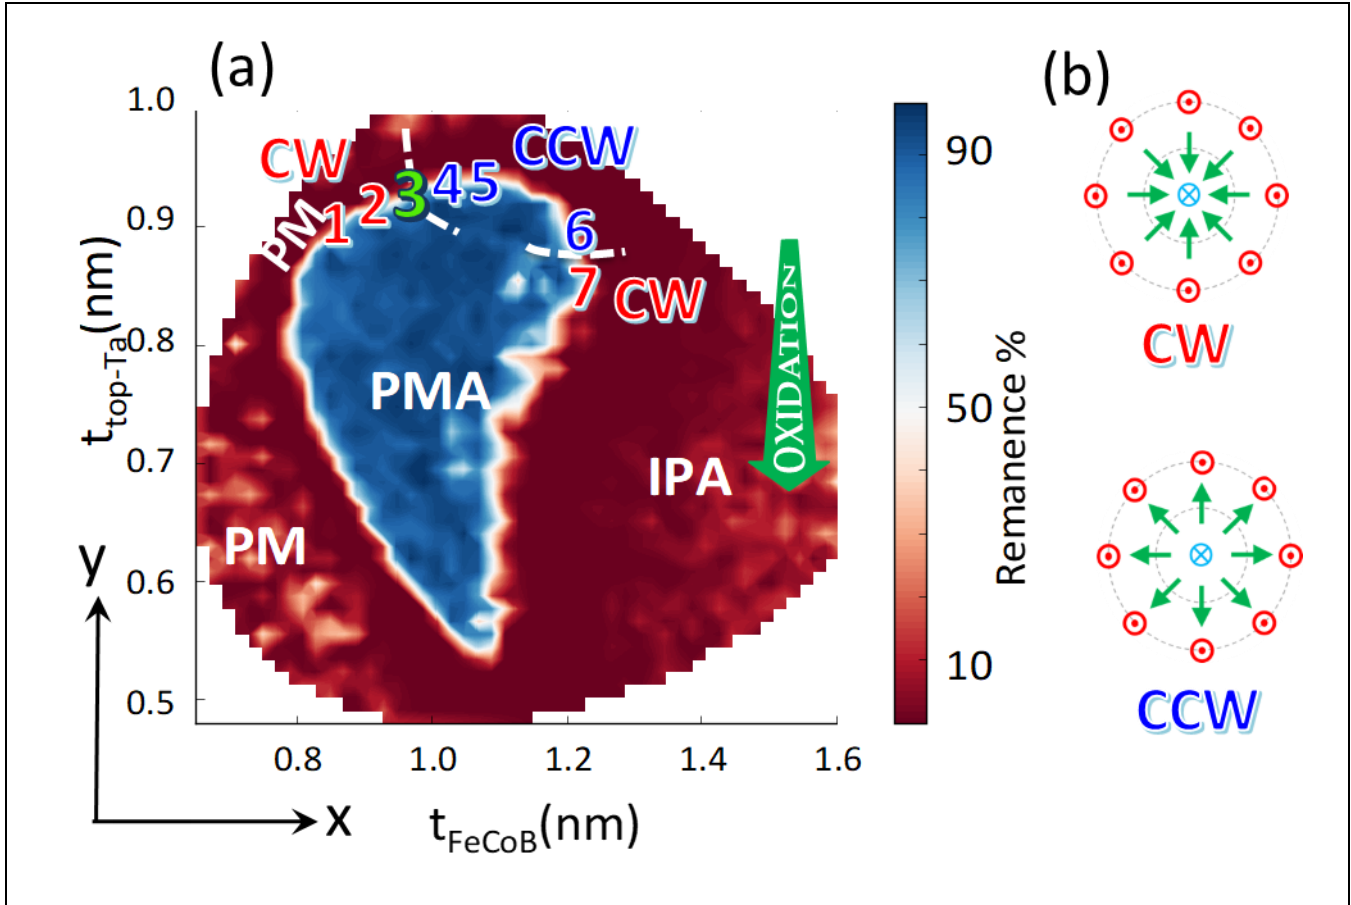 (a)
(b)
1.0
0.9
0.8
0.7
0.6
0.5
t_top-Ta(nm)
CW
CCW
PM
1
2
3
4
5
6
7
CW
PMA
IPA
PM
OXIDATION
90
50
10
Remanence %
CW
CCW
y
x
0.8
1.0
1.2
1.4
1.6
t_FeCoB(nm)